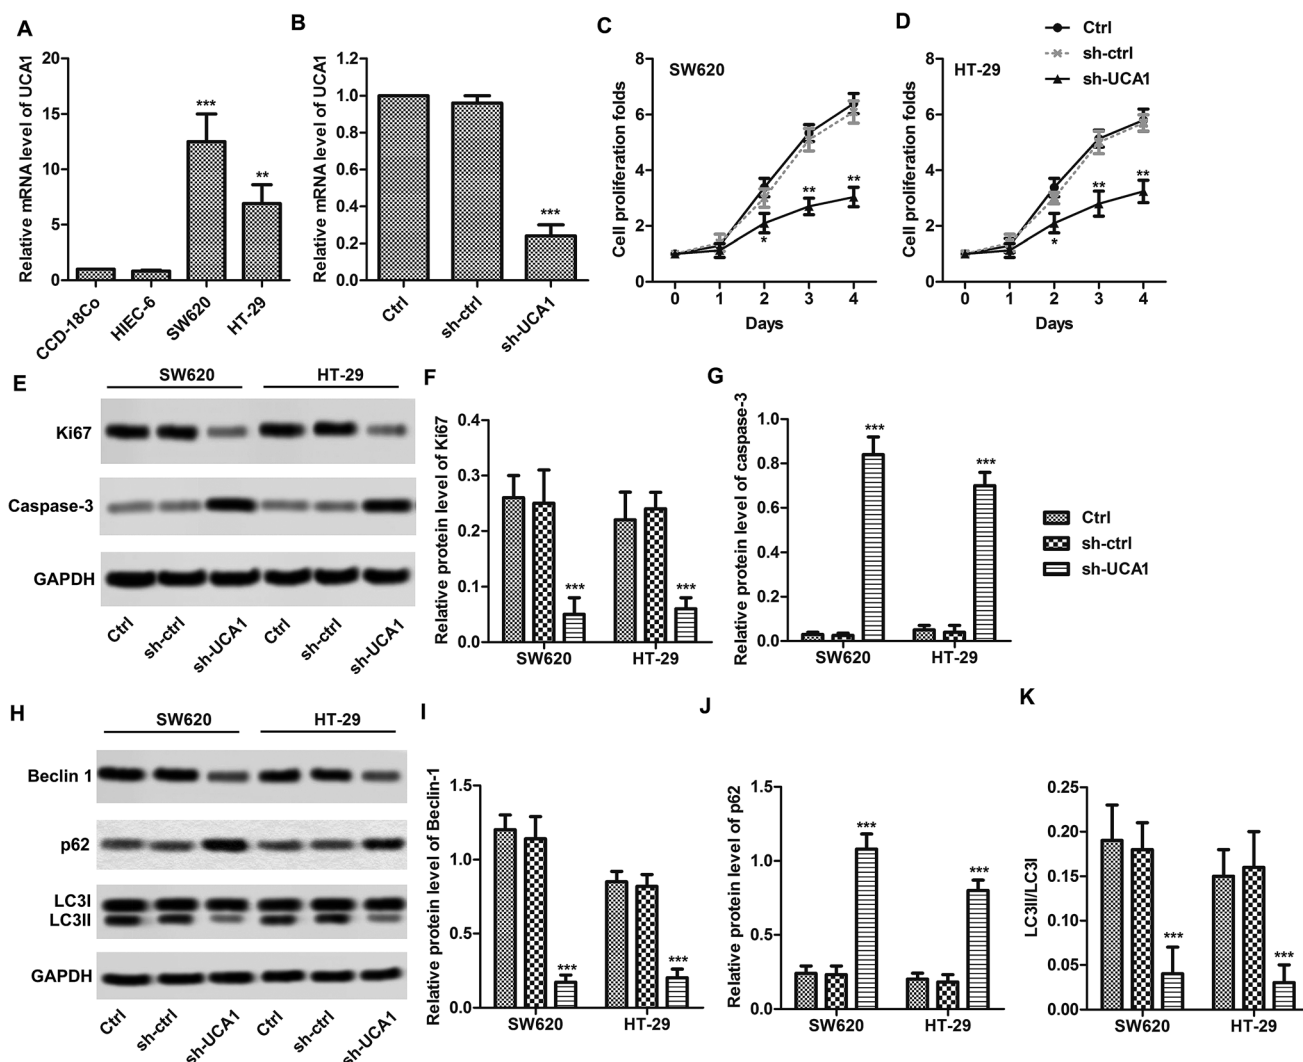 A
Relative mRNA level of UCA1
20
15
10
5
0
***
**
CCD-18Co
HIEC-6
SW620
HT-29
B
Relative mRNA level of UCA1
1.2
1.0
0.8
0.6
0.4
0.2
0.0
***
Ctrl
sh-ctrl
sh-UCA1
C
SW620
Cell proliferation folds
8
6
4
2
0
*
**
**
0 1 2 3 4
Days
D
HT-29
Cell proliferation folds
8
6
4
2
0
*
**
**
0 1 2 3 4
Days
Ctrl
sh-ctrl
sh-UCA1
E
SW620 HT-29
Ki67
Caspase-3
GAPDH
Ctrl
sh-ctrl
sh-UCA1
Ctrl
sh-ctrl
sh-UCA1
F
Relative protein level of Ki67
0.4
0.3
0.2
0.1
0.0
***
***
SW620 HT-29
G
Relative protein level of caspase-3
1.0
0.8
0.6
0.4
0.2
0.0
***
***
SW620 HT-29
Ctrl
sh-ctrl
sh-UCA1
H
SW620 HT-29
Beclin 1
p62
LC3I
LC3II
GAPDH
Ctrl
sh-ctrl
sh-UCA1
Ctrl
sh-ctrl
sh-UCA1
I
Relative protein level of Beclin-1
1.5
1.0
0.5
0.0
***
***
SW620 HT-29
J
Relative protein level of p62
1.5
1.0
0.5
0.0
***
***
SW620 HT-29
K
LC3II/LC3I
0.25
0.20
0.15
0.10
0.05
0.00
***
***
SW620 HT-29